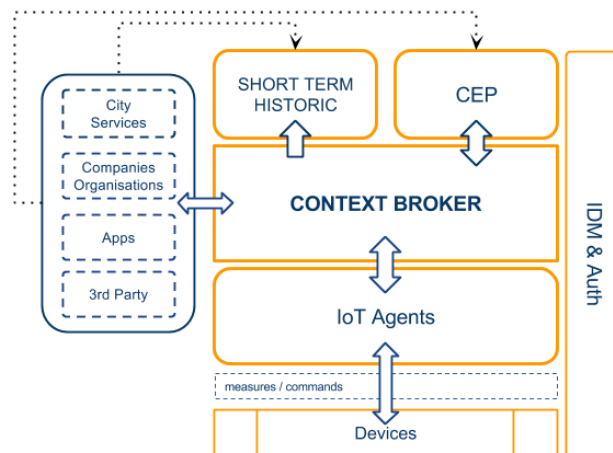 SHORT TERM
HISTORIC
CEP
City
Services
Companies
Organisations
Apps
3rd Party
CONTEXT BROKER
IoT Agents
measures / commands
Devices
IDM & Auth